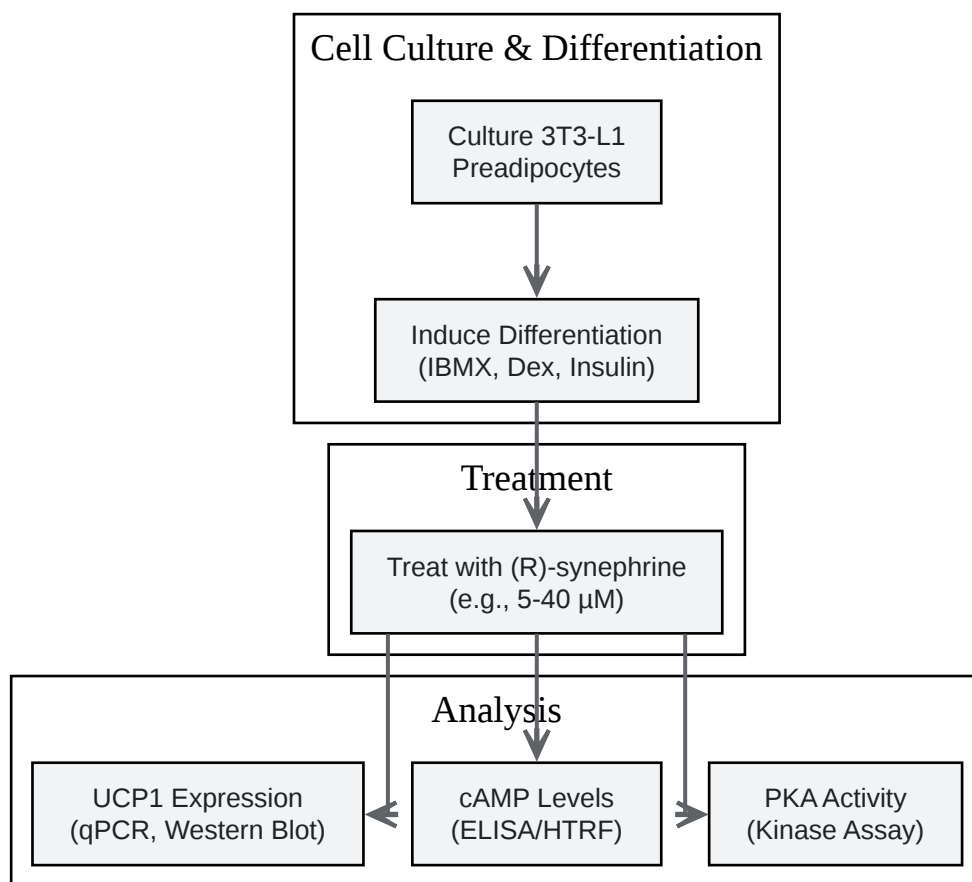 Cell Culture & Differentiation
Culture 3T3-L1
Preadipocytes
Induce Differentiation
(IBMX, Dex, Insulin)
Treatment
Treat with (R)-synephrine
(e.g., 5-40 µM)
Analysis
UCP1 Expression
(qPCR, Western Blot)
cAMP Levels
(ELISA/HTRF)
PKA Activity
(Kinase Assay)